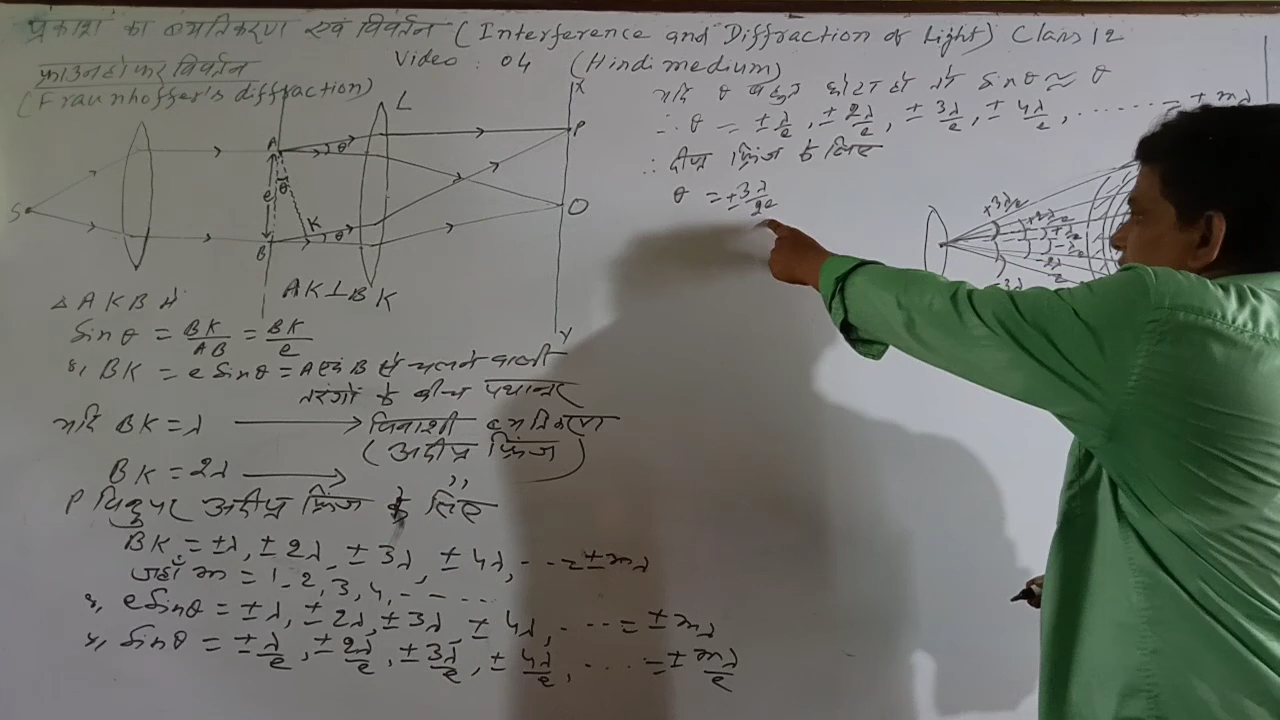 प्रकाश का व्यतिकरण एवं विवर्तन (Interference and Diffraction of Light) Class 12
Video : 04 (Hindi medium)
फ्राउनहोफर विवर्तन
(Fraunhoffer's diffraction)
S
A
B
e
θ
K
θ
θ
L
X
P
O
Y
AK⊥BK
△ AKB में
Sinθ = BK/AB = BK/e
या, BK = e Sinθ = A एवं B से चलने वाली
तरंगों के बीच पथान्तर
यदि BK = λ ⟶ विनाशी व्यतिकरण
(अदीप्त फ्रिंज)
BK = 2λ ⟶ ,,
P बिन्दु पर अदीप्त फ्रिंज के लिए
BK = ±λ, ±2λ, ±3λ, ±4λ, ... = ±mλ
जहाँ m = 1, 2, 3, 4, ......
या, e Sinθ = ±λ, ±2λ, ±3λ, ±4λ, .... = ±mλ
या, Sinθ = ±λ/e, ±2λ/e, ±3λ/e, ±4λ/e, .... = ±mλ/e
यदि θ बहुत छोटा हो तो Sinθ ≈ θ
∴ θ = ±λ/e, ±2λ/e, ±3λ/e, ±4λ/e, ...... = ±mλ
∴ दीप्त फ्रिंज के लिए
θ = ±3λ/2e